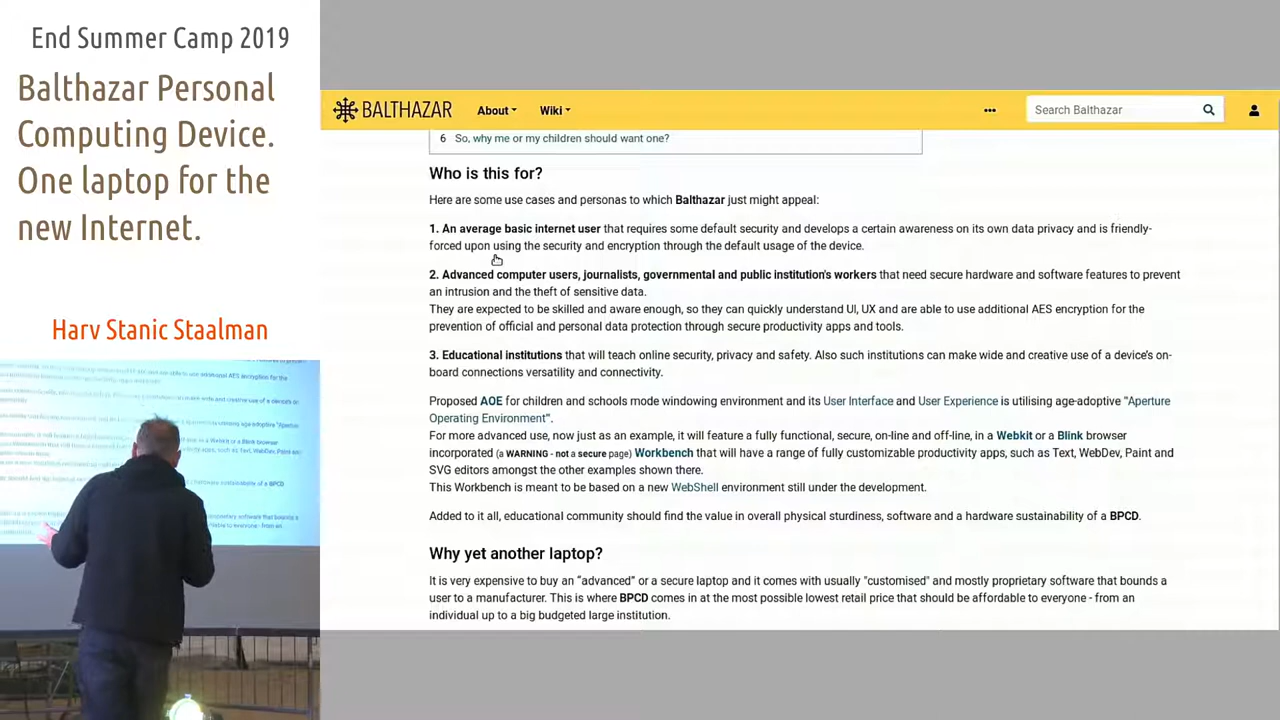 End Summer Camp 2019
Balthazar Personal
Computing Device.
One laptop for the
new Internet.
Harv Stanic Staalman
BALTHAZAR
About
Wiki
Search Balthazar
6 So, why me or my children should want one?
Who is this for?
Here are some use cases and personas to which Balthazar just might appeal:
1. An average basic internet user that requires some default security and develops a certain awareness on its own data privacy and is friendly-
forced upon using the security and encryption through the default usage of the device.
2. Advanced computer users, journalists, governmental and public institution's workers that need secure hardware and software features to prevent
an intrusion and the theft of sensitive data.
They are expected to be skilled and aware enough, so they can quickly understand UI, UX and are able to use additional AES encryption for the
prevention of official and personal data protection through secure productivity apps and tools.
3. Educational institutions that will teach online security, privacy and safety. Also such institutions can make wide and creative use of a device's on-
board connections versatility and connectivity.
Proposed AOE for children and schools mode windowing environment and its User Interface and User Experience is utilising age-adoptive "Aperture
Operating Environment".
For more advanced use, now just as an example, it will feature a fully functional, secure, on-line and off-line, in a Webkit or a Blink browser
incorporated (a WARNING - not a secure page) Workbench that will have a range of fully customizable productivity apps, such as Text, WebDev, Paint and
SVG editors amongst the other examples shown there.
This Workbench is meant to be based on a new WebShell environment still under the development.
Added to it all, educational community should find the value in overall physical sturdiness, software and a hardware sustainability of a BPCD.
Why yet another laptop?
It is very expensive to buy an “advanced” or a secure laptop and it comes with usually "customised" and mostly proprietary software that bounds a
user to a manufacturer. This is where BPCD comes in at the most possible lowest retail price that should be affordable to everyone - from an
individual up to a big budgeted large institution.